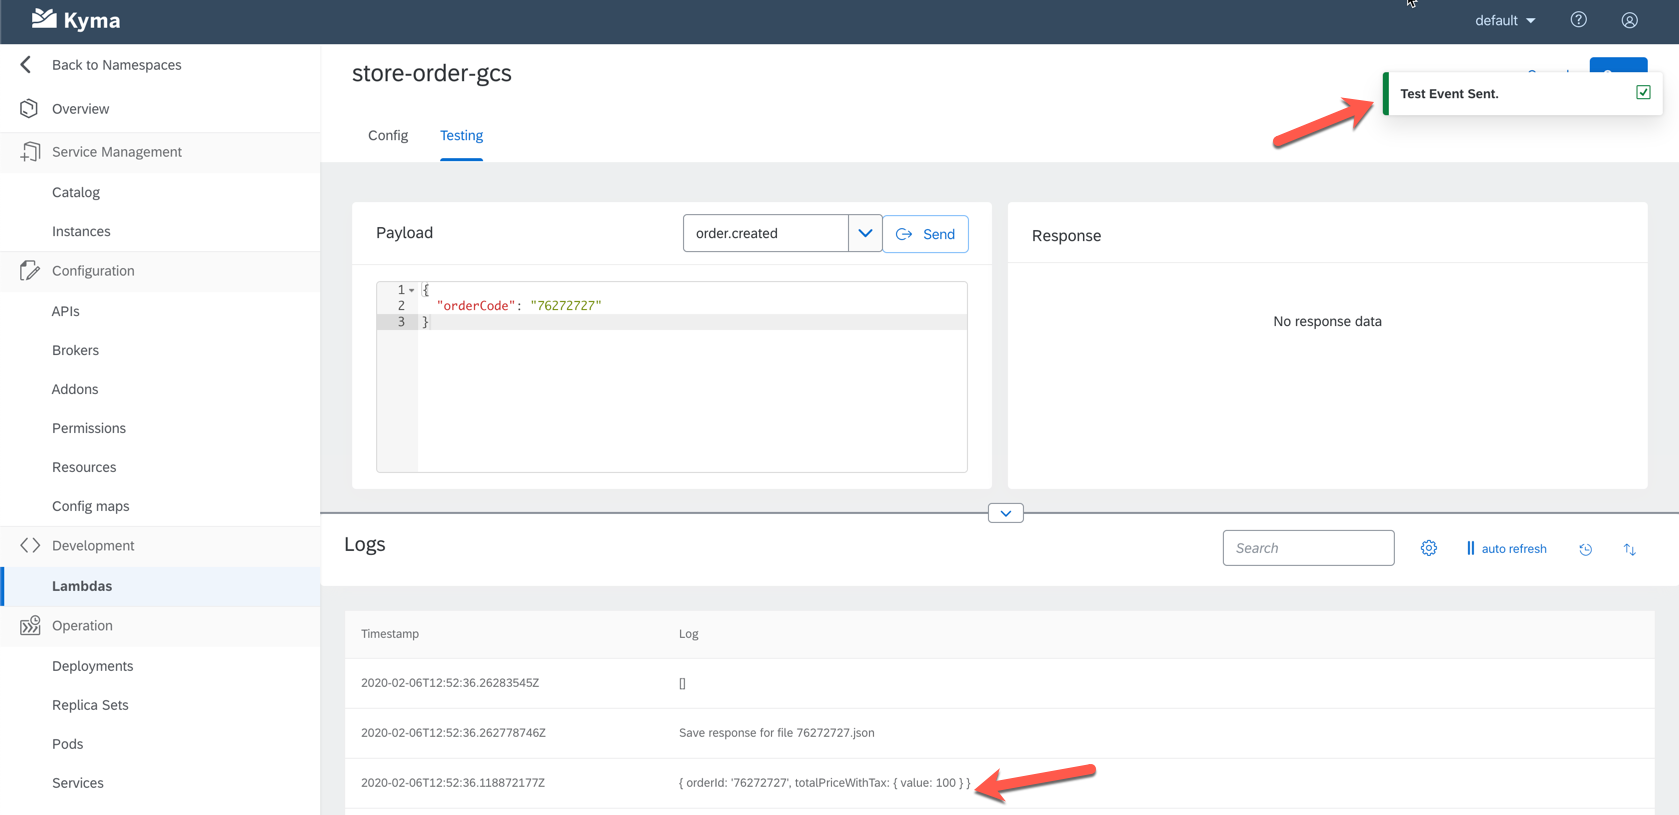 Kyma
default
Back to Namespaces
Overview
Service Management
Catalog
Instances
Configuration
APIs
Brokers
Addons
Permissions
Resources
Config maps
Development
Lambdas
Operation
Deployments
Replica Sets
Pods
Services
store-order-gcs
Test Event Sent.
Config
Testing
Payload
order.created
Send
1 {
2 "orderCode": "76272727"
3 }
Response
No response data
Logs
Search
auto refresh
Timestamp Log
2020-02-06T12:52:36.26283545Z []
2020-02-06T12:52:36.262778746Z Save response for file 76272727.json
2020-02-06T12:52:36.118872177Z { orderId: '76272727', totalPriceWithTax: { value: 100 } }